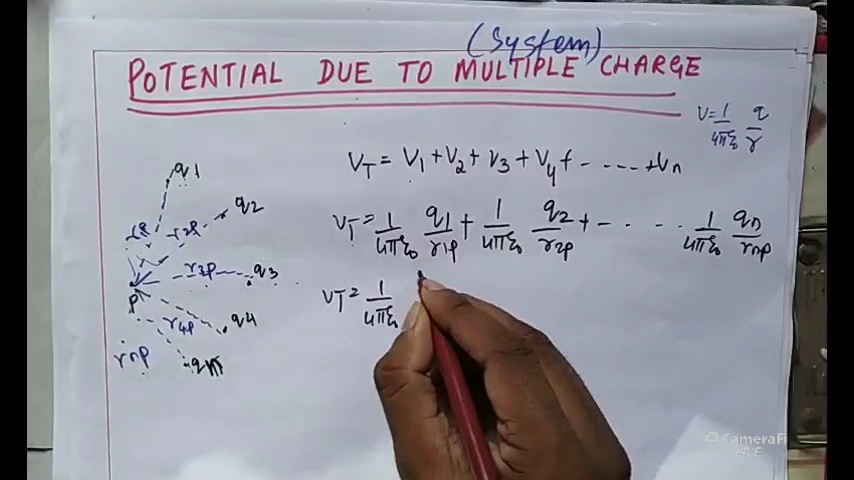 (System)
POTENTIAL DUE TO MULTIPLE CHARGE
V=1/4πε₀ q/r
V_T = V₁ + V₂ + V₃ + V₄ + - - - - - + Vₙ
V_T = 1/4πε₀ q₁/r₁p + 1/4πε₀ q₂/r₂p + - - - - - 1/4πε₀ qₙ/rₙp
V_T = 1/4πε₀
q1
q2
r2p
r3p
q3
P
r4p
q4
rnp
CameraFi
LIVE